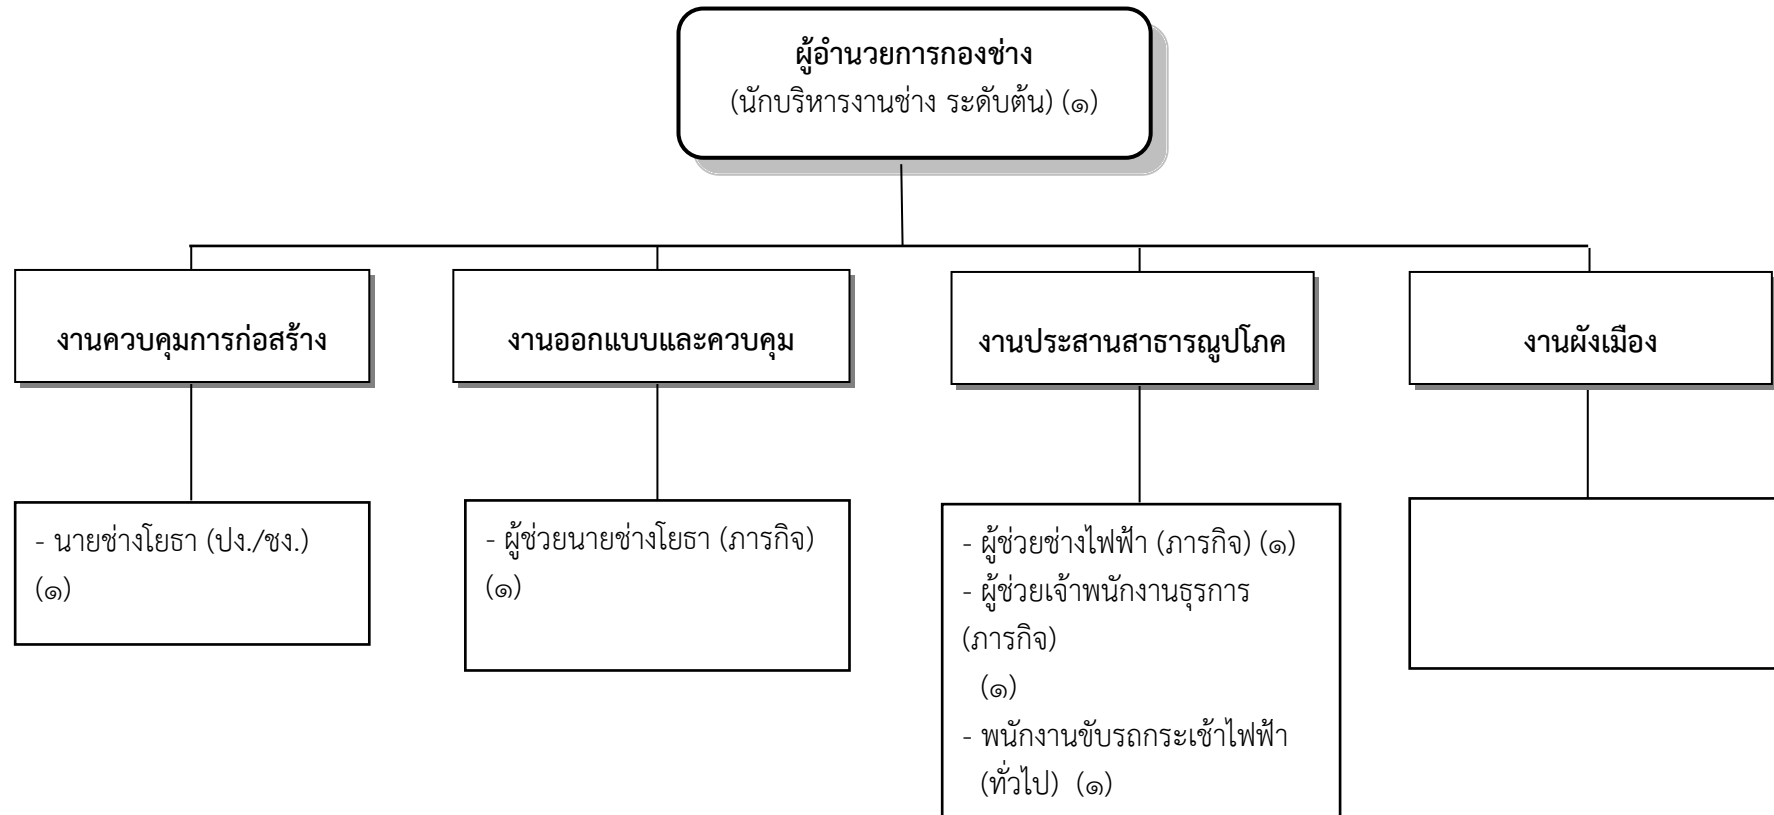 ผู้อำนวยการกองช่าง
(นักบริหารงานช่าง ระดับต้น) (๑)
งานควบคุมการก่อสร้าง
งานออกแบบและควบคุม
งานประสานสาธารณูปโภค
งานผังเมือง
- นายช่างโยธา (ปง./ชง.)
(๑)
- ผู้ช่วยนายช่างโยธา (ภารกิจ)
(๑)
- ผู้ช่วยช่างไฟฟ้า (ภารกิจ) (๑)
- ผู้ช่วยเจ้าพนักงานธุรการ
(ภารกิจ)
(๑)
- พนักงานขับรถกระเช้าไฟฟ้า
(ทั่วไป) (๑)